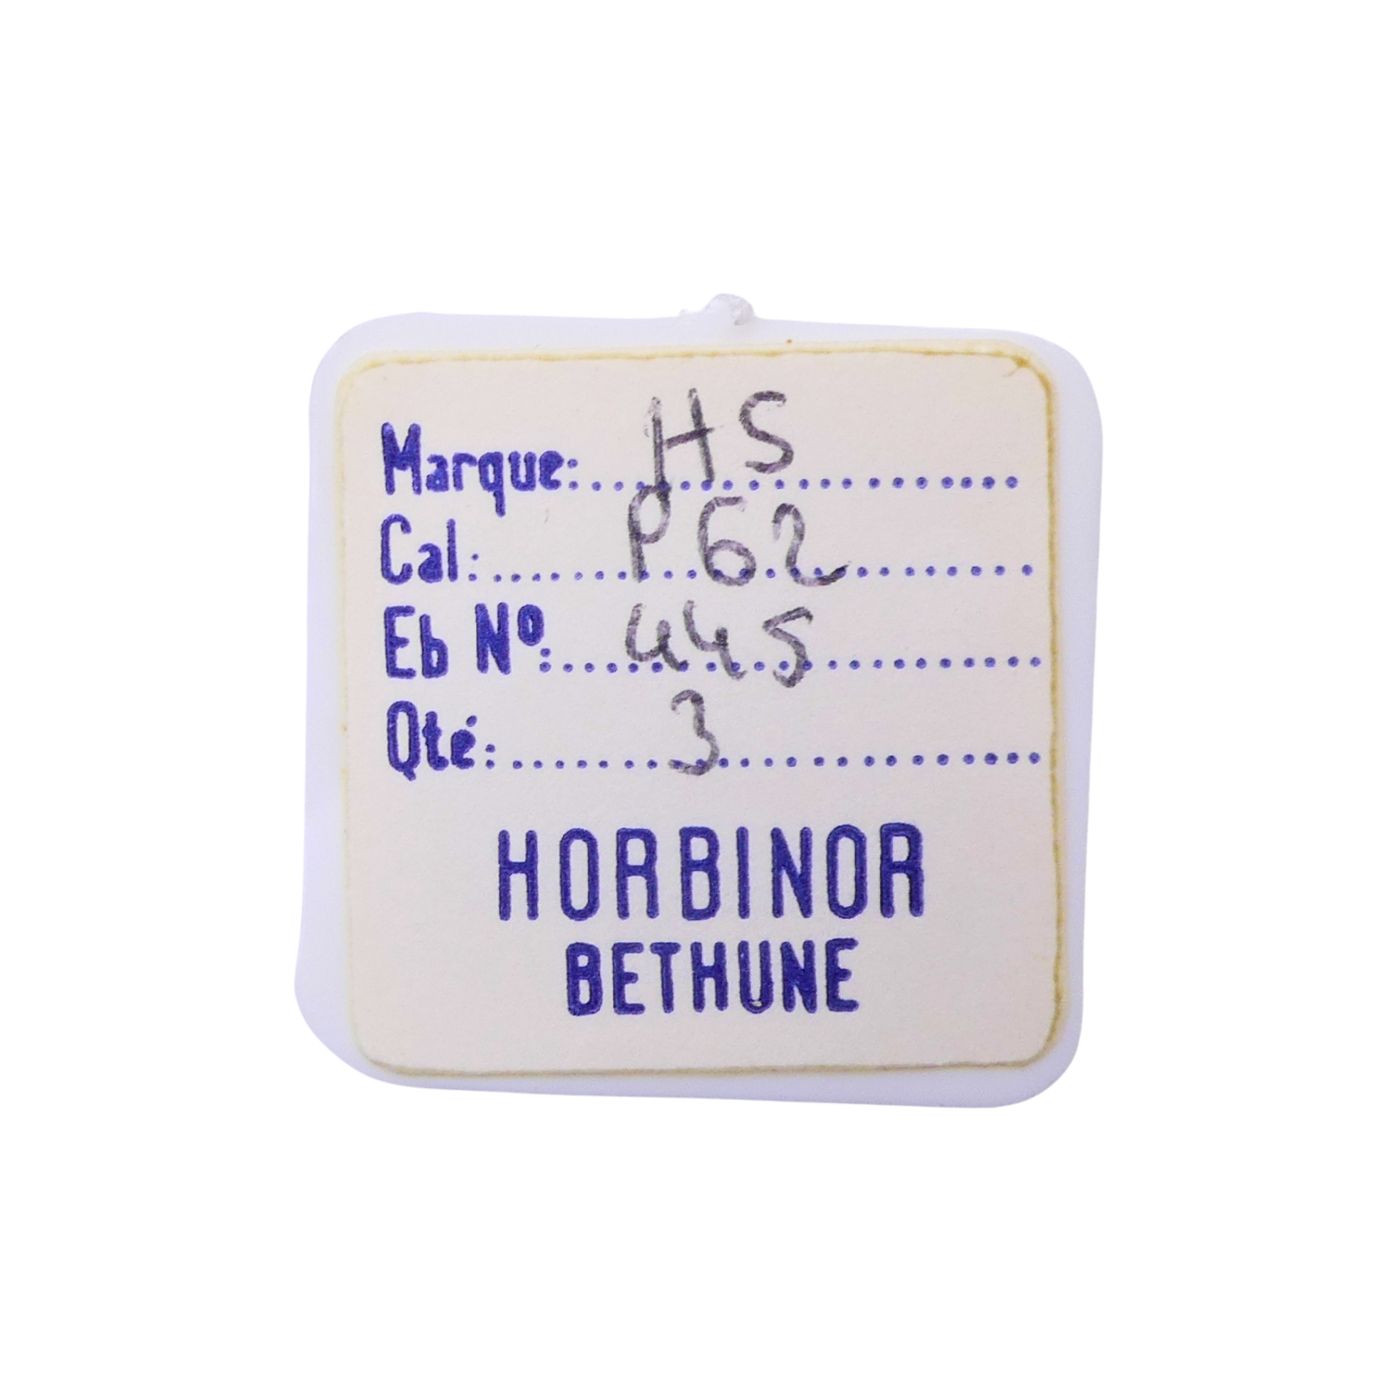 Marque: HS
Cal: P62
Eb Nº: 445
Qté: 3
HORBINOR
BETHUNE